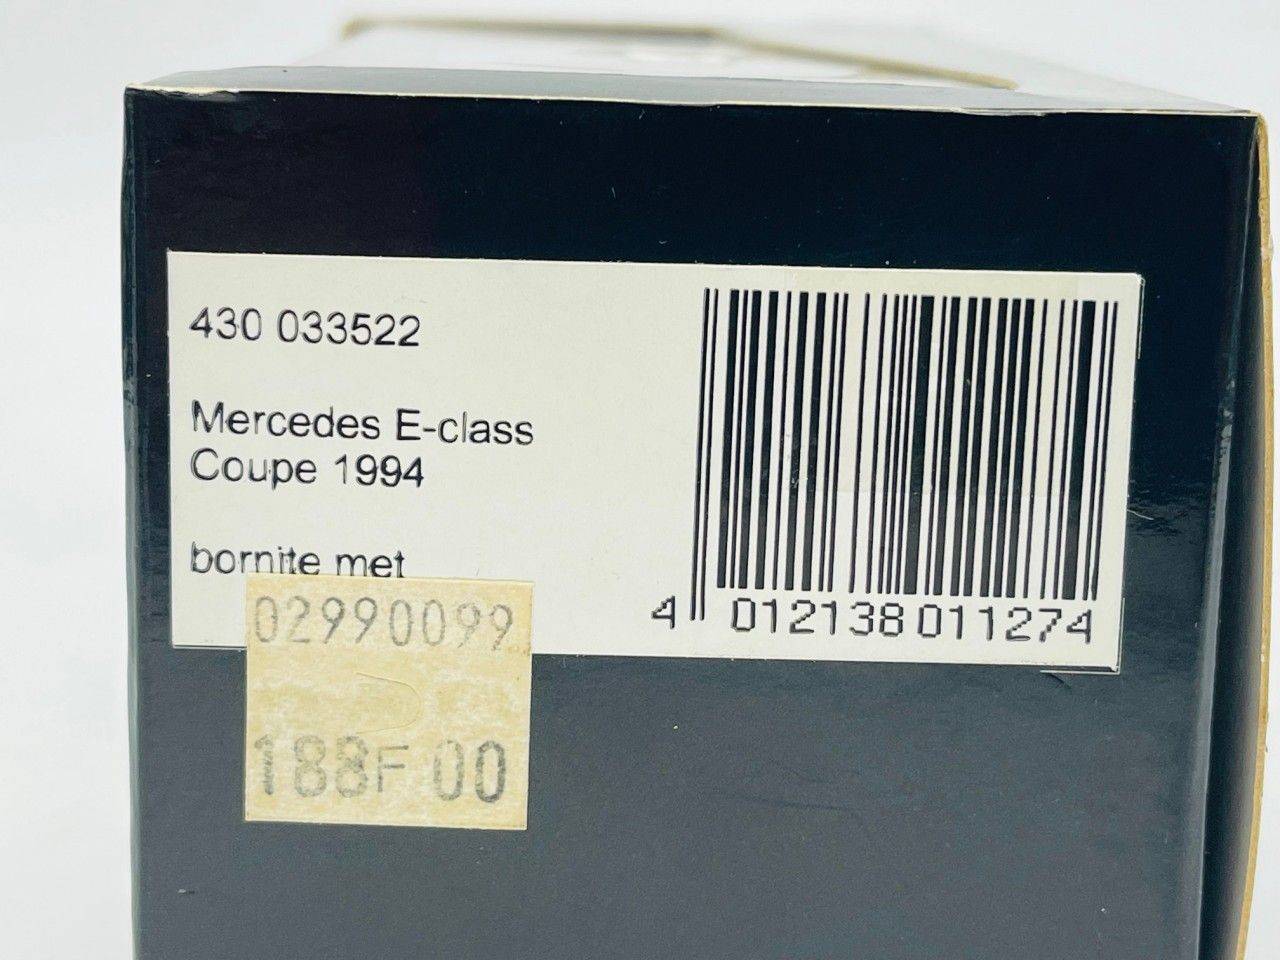 430 033522
Mercedes E-class
Coupe 1994
bornite met
4 012138 011274
02990099
188F 00